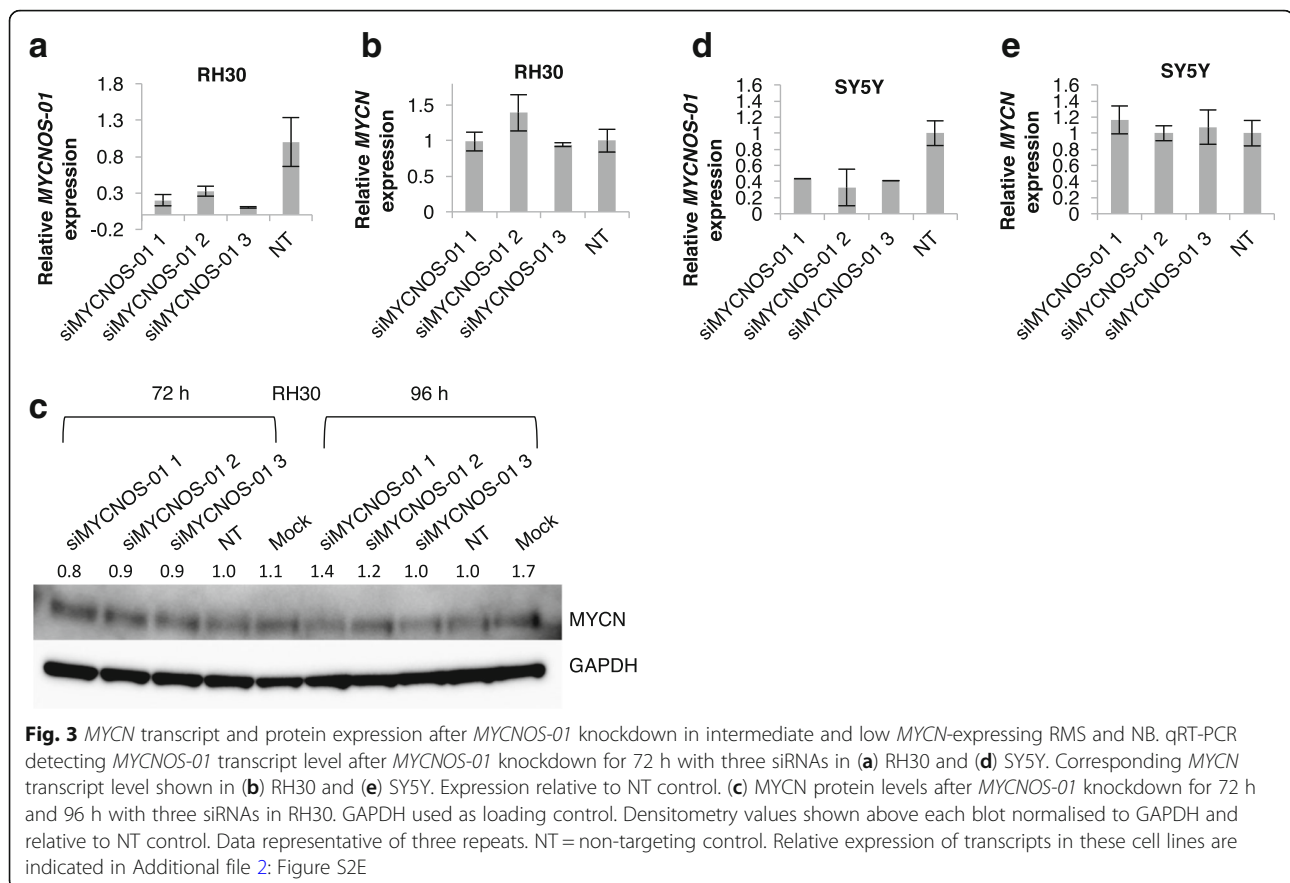 a
RH30
Relative MYCNOS-01 expression
1.8
1.3
0.8
0.3
-0.2
siMYCNOS-01 1
siMYCNOS-01 2
siMYCNOS-01 3
NT
b
RH30
Relative MYCN expression
1.5
1
0.5
0
siMYCNOS-01 1
siMYCNOS-01 2
siMYCNOS-01 3
NT
d
SY5Y
Relative MYCNOS-01 expression
1.6
1.4
1.2
1
0.8
0.6
0.4
0.2
0
siMYCNOS-01 1
siMYCNOS-01 2
siMYCNOS-01 3
NT
e
SY5Y
Relative MYCN expression
1.6
1.4
1.2
1
0.8
0.6
0.4
0.2
0
siMYCNOS-01 1
siMYCNOS-01 2
siMYCNOS-01 3
NT
c
72 h RH30 96 h
siMYCNOS-01 1 siMYCNOS-01 2 siMYCNOS-01 3 NT Mock siMYCNOS-01 1 siMYCNOS-01 2 siMYCNOS-01 3 NT Mock
0.8 0.9 0.9 1.0 1.1 1.4 1.2 1.0 1.0 1.7
MYCN
GAPDH
Fig. 3 MYCN transcript and protein expression after MYCNOS-01 knockdown in intermediate and low MYCN-expressing RMS and NB. qRT-PCR
detecting MYCNOS-01 transcript level after MYCNOS-01 knockdown for 72 h with three siRNAs in (a) RH30 and (d) SY5Y. Corresponding MYCN
transcript level shown in (b) RH30 and (e) SY5Y. Expression relative to NT control. (c) MYCN protein levels after MYCNOS-01 knockdown for 72 h
and 96 h with three siRNAs in RH30. GAPDH used as loading control. Densitometry values shown above each blot normalised to GAPDH and
relative to NT control. Data representative of three repeats. NT = non-targeting control. Relative expression of transcripts in these cell lines are
indicated in Additional file 2: Figure S2E